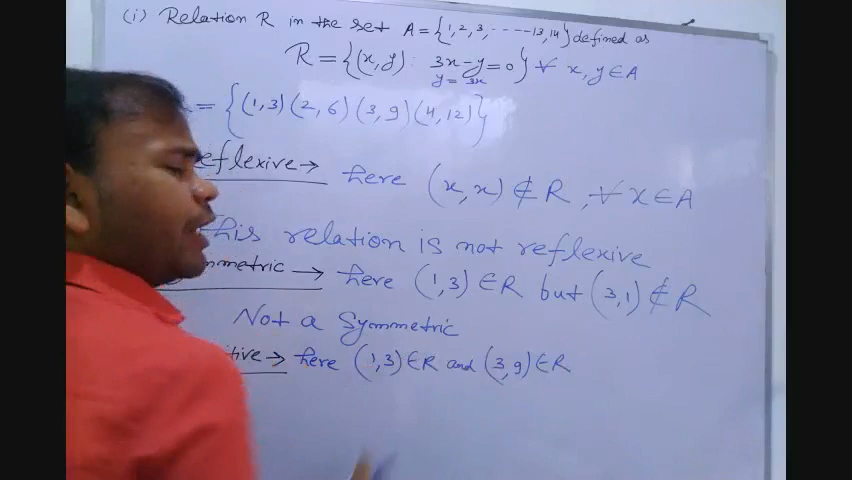 (i) Relation R in the set A = {1, 2, 3, ----- 13, 14} defined as
R = {(x, y) : 3x - y = 0} ∀ x, y ∈ A
y = 3x
= {(1, 3) (2, 6) (3, 9) (4, 12)}
eflexive → here (x, x) ∉ R, ∀ x ∈ A
his relation is not reflexive
mmetric → here (1, 3) ∈ R but (3, 1) ∉ R
Not a Symmetric
itive → here (1, 3) ∈ R and (3, 9) ∈ R